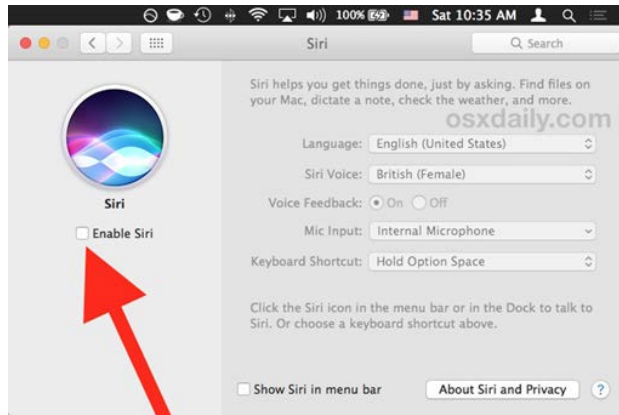 100% Sat 10:35 AM
Siri
Search
Siri helps you get things done, just by asking. Find files on
your Mac, dictate a note, check the weather, and more.
osxdaily.com
Language: English (United States)
Siri Voice: British (Female)
Voice Feedback: On Off
Mic Input: Internal Microphone
Keyboard Shortcut: Hold Option Space
Siri
Enable Siri
Click the Siri icon in the menu bar or in the Dock to talk to
Siri. Or choose a keyboard shortcut above.
Show Siri in menu bar About Siri and Privacy ?